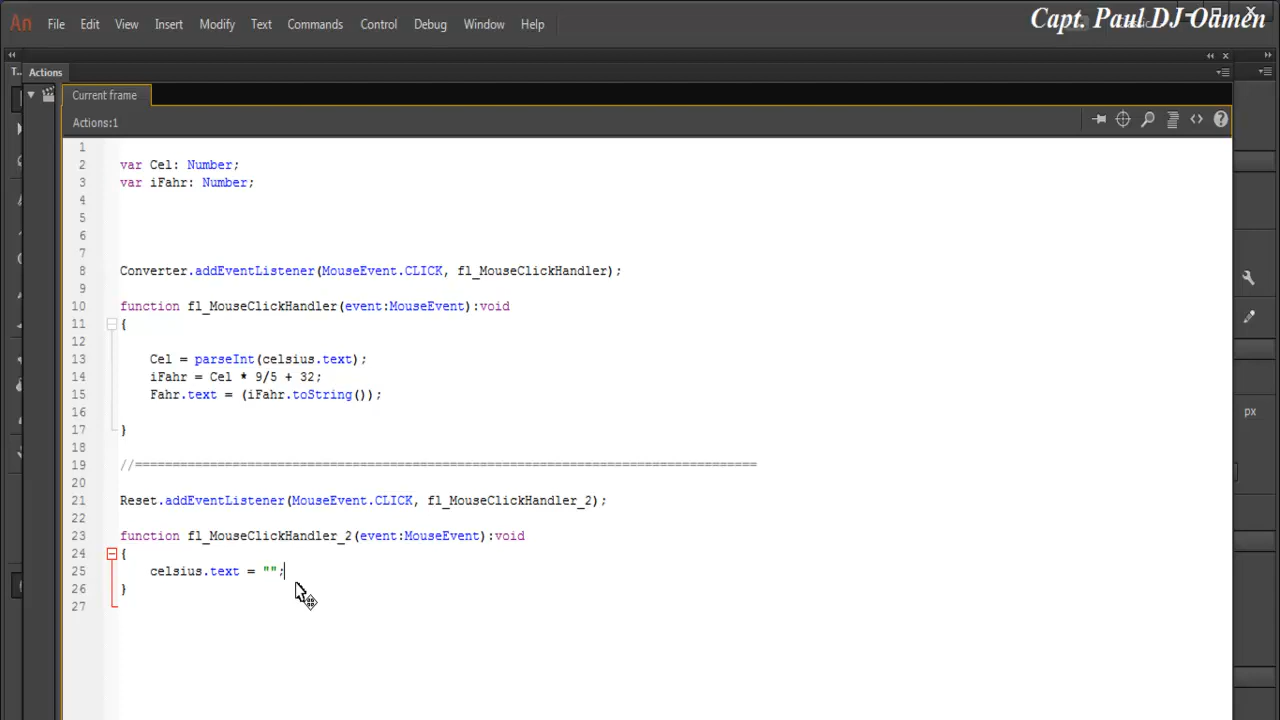 Capt. Paul DJ-Oamen
An File Edit View Insert Modify Text Commands Control Debug Window Help
T... Actions
Current frame
Actions:1
1
2 var Cel: Number;
3 var iFahr: Number;
4
5
6
7
8 Converter.addEventListener(MouseEvent.CLICK, fl_MouseClickHandler);
9
10 function fl_MouseClickHandler(event:MouseEvent):void
11 {
12
13 Cel = parseInt(celsius.text);
14 iFahr = Cel * 9/5 + 32;
15 Fahr.text = (iFahr.toString());
16
17 }
18
19 //===================================================================================
20
21 Reset.addEventListener(MouseEvent.CLICK, fl_MouseClickHandler_2);
22
23 function fl_MouseClickHandler_2(event:MouseEvent):void
24 {
25 celsius.text = "";
26 }
27
px